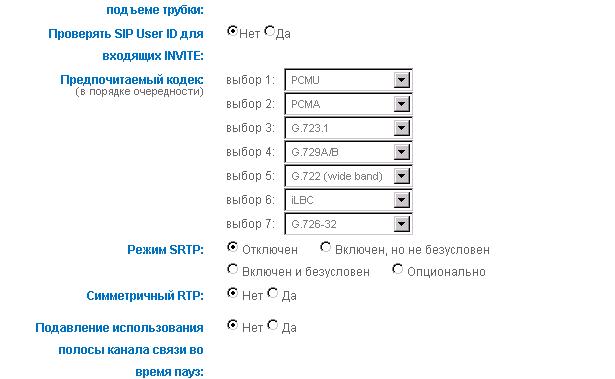 подъеме трубки:
Проверять SIP User ID для Нет Да
входящих INVITE:
Предпочитаемый кодек: выбор 1: PCMU
(в порядке очередности)
выбор 2: PCMA
выбор 3: G.723.1
выбор 4: G.729A/B
выбор 5: G.722 (wide band)
выбор 6: iLBC
выбор 7: G.726-32
Режим SRTP: Отключен Включен, но не безусловен
Включен и безусловен Опционально
Симметричный RTP: Нет Да
Подавление использования Нет Да
полосы канала связи во
время пауз: